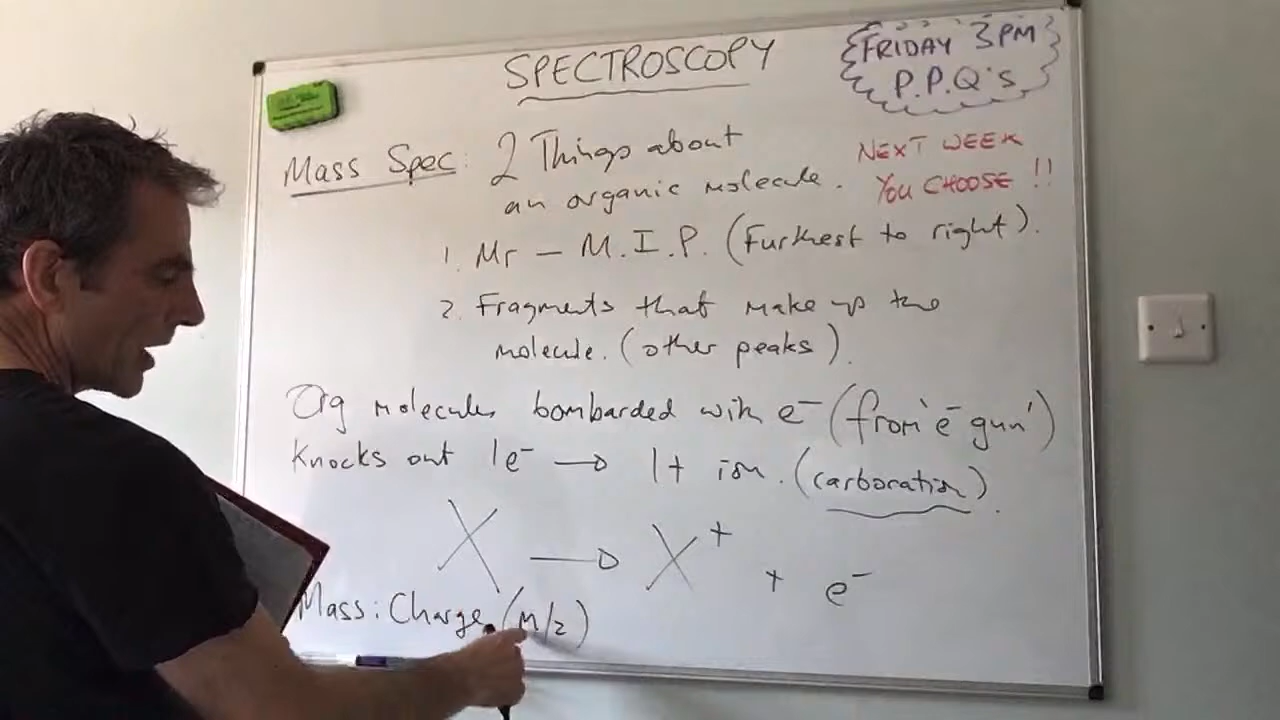 SPECTROSCOPY
FRIDAY 3PM
P.P.Q's
Mass Spec: 2 Things about
an organic molecule.
NEXT WEEK
YOU CHOOSE !!
1. Mr — M.I.P. (Furthest to right).
2. Fragments that make up the
molecule. (other peaks).
Org molecules bombarded with e⁻ (from 'e⁻ gun')
Knocks out 1e⁻ → 1+ ion. (carbocation).
X → X⁺ + e⁻
Mass : Charge (M/z)